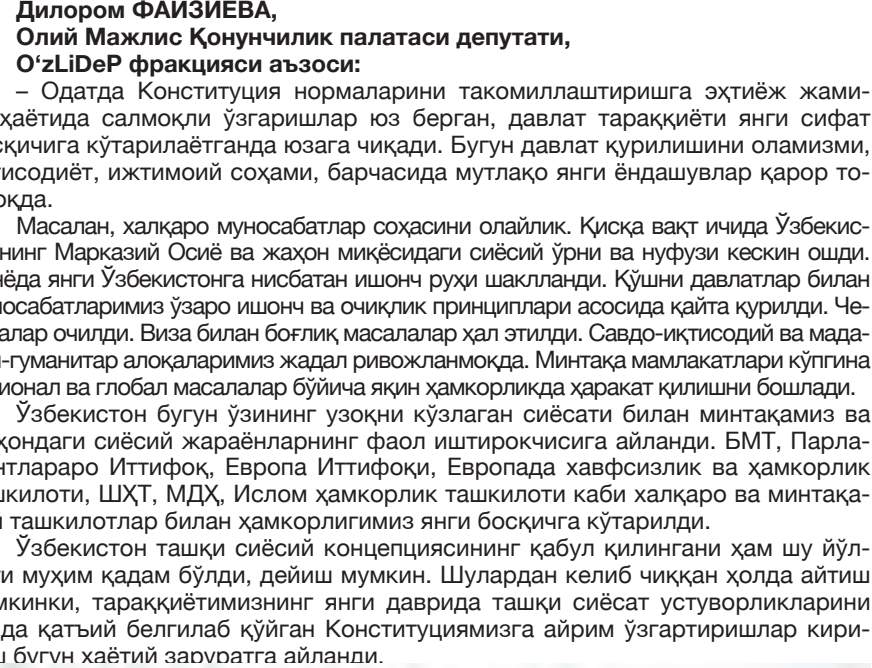 Дилором ФАЙЗИЕВА,
Олий Мажлис Қонунчилик палатаси депутати,
O‘zLiDeP фракцияси аъзоси:
– Одатда Конституция нормаларини такомиллаштиришга эҳтиёж жами-
ҳаётида салмоқли ўзгаришлар юз берган, давлат тараққиёти янги сифат
сқичига кўтарилаётганда юзага чиқади. Бугун давлат қурилишини оламизми,
тисодиёт, ижтимоий соҳами, барчасида мутлақо янги ёндашувлар қарор то-
оқда.
Масалан, халқаро муносабатлар соҳасини олайлик. Қисқа вақт ичида Ўзбекис-
нинг Марказий Осиё ва жаҳон миқёсидаги сиёсий ўрни ва нуфузи кескин ошди.
нёда янги Ўзбекистонга нисбатан ишонч руҳи шаклланди. Қўшни давлатлар билан
носабатларимиз ўзаро ишонч ва очиқлик принциплари асосида қайта қурилди. Че-
алар очилди. Виза билан боғлиқ масалалар ҳал этилди. Савдо-иқтисодий ва мада-
-гуманитар алоқаларимиз жадал ривожланмоқда. Минтақа мамлакатлари кўпгина
ионал ва глобал масалалар бўйича яқин ҳамкорликда ҳаракат қилишни бошлади.
Ўзбекистон бугун ўзининг узоқни кўзлаган сиёсати билан минтақамиз ва
ҳондаги сиёсий жараёнларнинг фаол иштирокчисига айланди. БМТ, Парла-
нтлараро Иттифоқ, Европа Иттифоқи, Европада хавфсизлик ва ҳамкорлик
шкилоти, ШҲТ, МДҲ, Ислом ҳамкорлик ташкилоти каби халқаро ва минтақа-
и ташкилотлар билан ҳамкорлигимиз янги босқичга кўтарилди.
Ўзбекистон ташқи сиёсий концепциясининг қабул қилингани ҳам шу йўл-
ги муҳим қадам бўлди, дейиш мумкин. Шулардан келиб чиққан ҳолда айтиш
мкинки, тараққиётимизнинг янги даврида ташқи сиёсат устуворликларини
да қатъий белгилаб қўйган Конституциямизга айрим ўзгартиришлар кири-
ш бугун ҳаётий заруратга айланди.